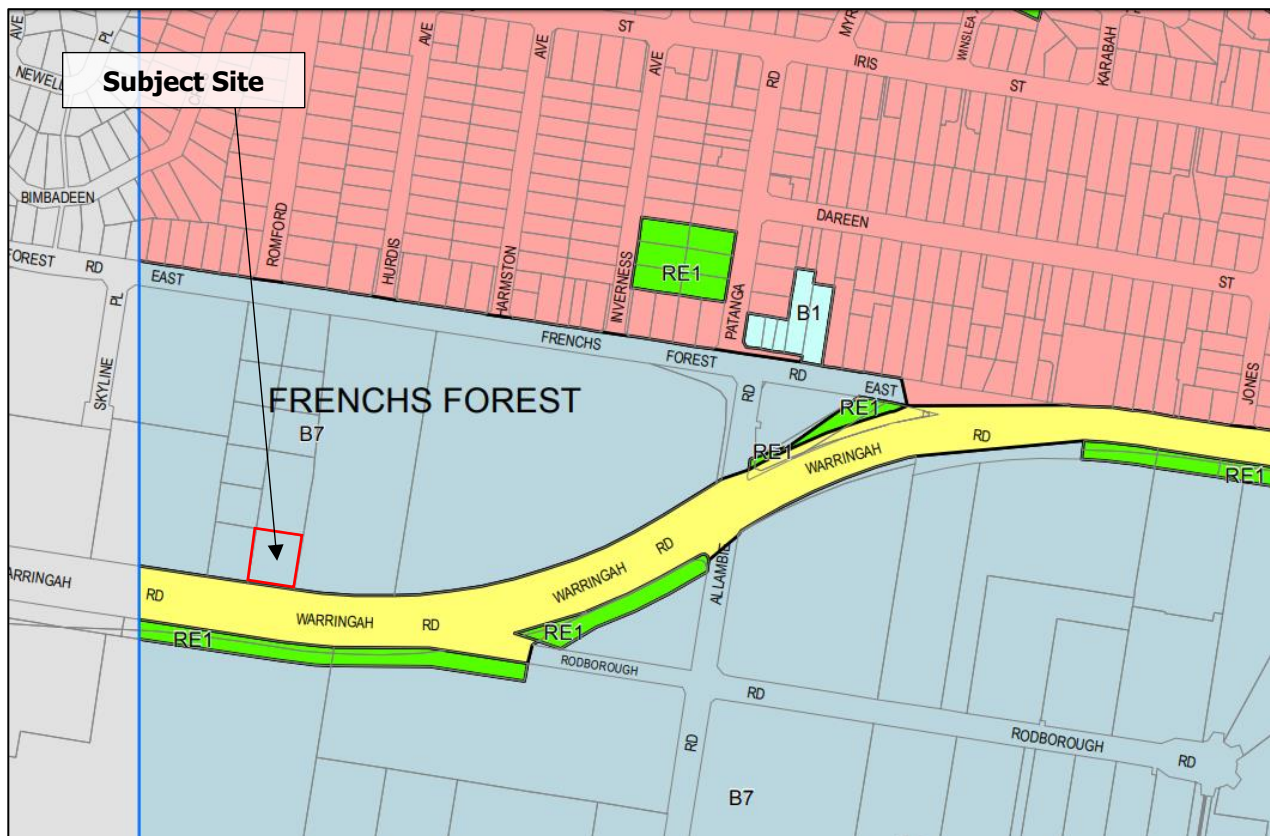 AVE
PL
NEWELL
Subject Site
AVE
AVE
ST
AVE
MYR
RD
IRIS
ST
WINSLEA
KARABAH
BIMBADEEN
FOREST RD
EAST
PL
SKYLINE
ROMFORD
HURDIS
HARMSTON
INVERNESS
RE1
PATANGA
DAREEN
ST
B1
JONES
FRENCHS FOREST RD EAST
FRENCHS FOREST
B7
RD
RE1
RE1
WARRINGAH
RD
RE1
ARRINGAH
RD
WARRINGAH RD
WARRINGAH
RD
RE1
RE1
ALLAMBIE
RD
RODBOROUGH
RD
RODBOROUGH
RD
B7